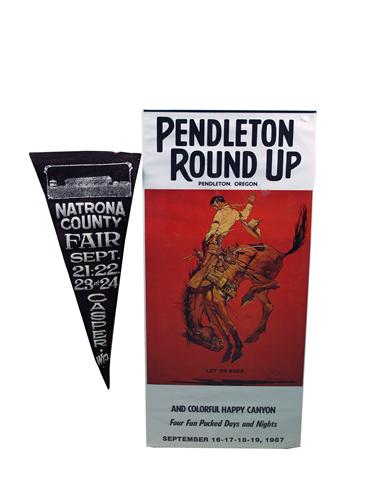 NATRONA
COUNTY
FAIR
SEPT.
21-22
23 or 24
CASPER
WYO.
PENDLETON
ROUND UP
PENDLETON, OREGON
LET 'ER BUCK
AND COLORFUL HAPPY CANYON
Four Fun Packed Days and Nights
SEPTEMBER 16-17-18-19, 1987